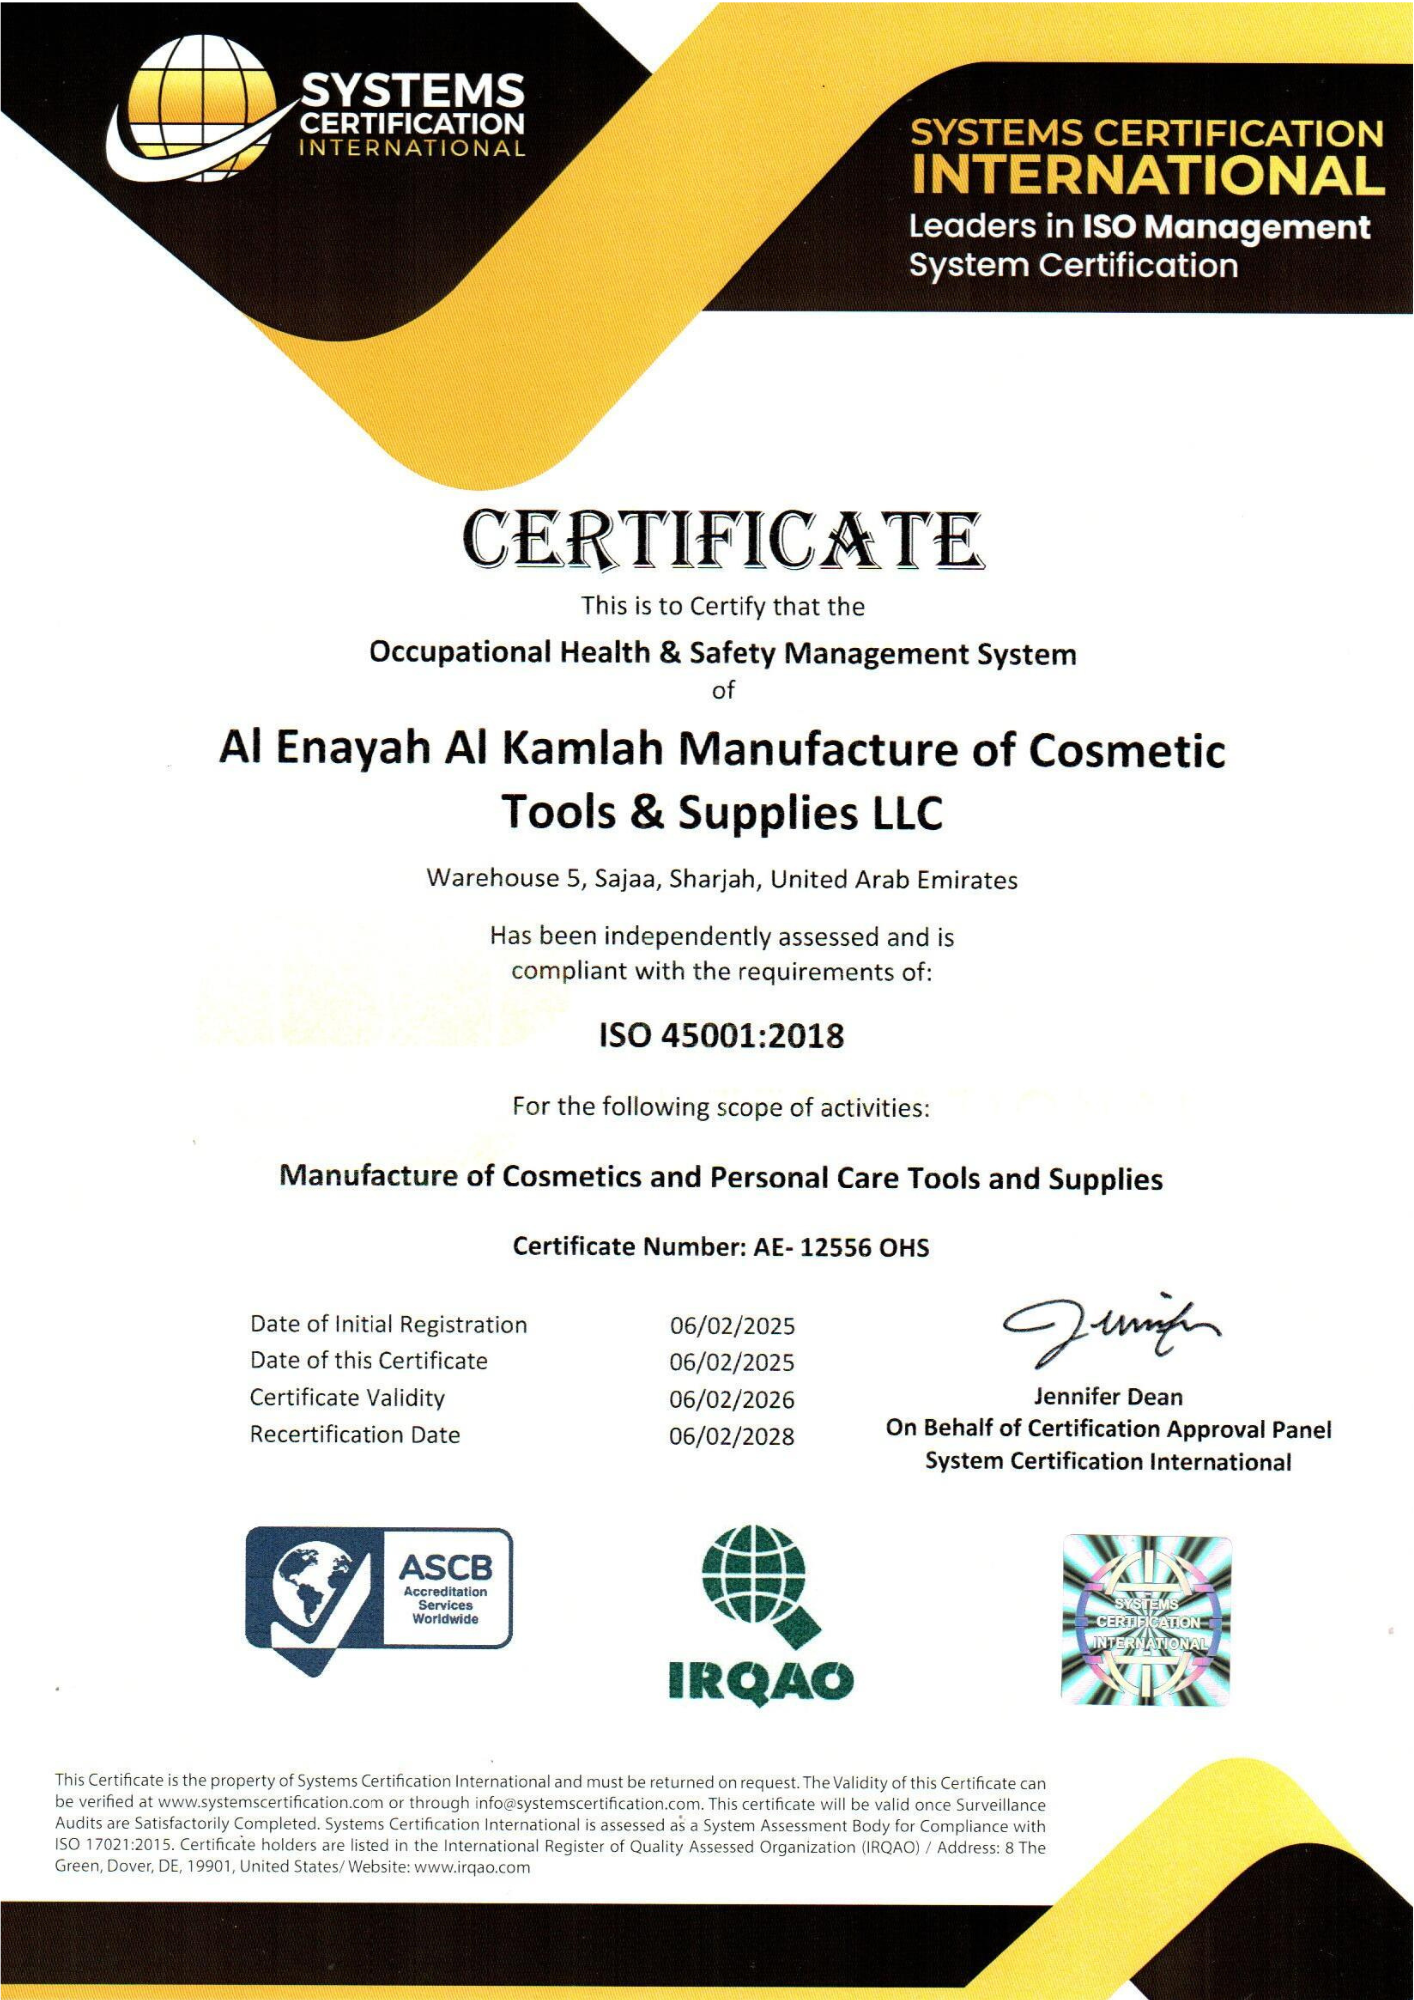 SYSTEMS
CERTIFICATION
INTERNATIONAL
SYSTEMS CERTIFICATION
INTERNATIONAL
Leaders in ISO Management
System Certification
CERTIFICATE
This is to Certify that the
Occupational Health & Safety Management System
of
Al Enayah Al Kamlah Manufacture of Cosmetic
Tools & Supplies LLC
Warehouse 5, Sajaa, Sharjah, United Arab Emirates
Has been independently assessed and is
compliant with the requirements of:
ISO 45001:2018
For the following scope of activities:
Manufacture of Cosmetics and Personal Care Tools and Supplies
Certificate Number: AE- 12556 OHS
Date of Initial Registration 06/02/2025
Date of this Certificate 06/02/2025
Certificate Validity 06/02/2026
Recertification Date 06/02/2028
Jennifer Dean
On Behalf of Certification Approval Panel
System Certification International
ASCB
Accreditation
Services
Worldwide
IRQAO
SYSTEMS
CERTIFICATION
INTERNATIONAL
This Certificate is the property of Systems Certification International and must be returned on request. The Validity of this Certificate can
be verified at www.systemscertification.com or through info@systemscertification.com. This certificate will be valid once Surveillance
Audits are Satisfactorily Completed. Systems Certification International is assessed as a System Assessment Body for Compliance with
ISO 17021:2015. Certificate holders are listed in the International Register of Quality Assessed Organization (IRQAO) / Address: 8 The
Green, Dover, DE, 19901, United States/ Website: www.irqao.com